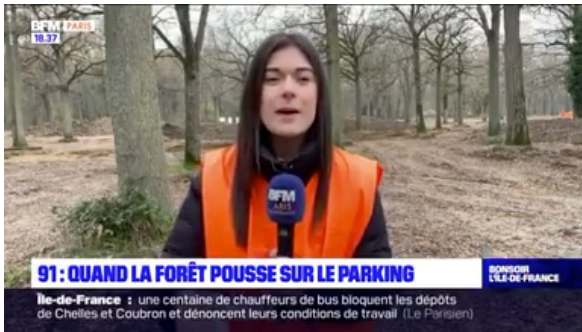 BFM PARIS
18.37
BFM
PARIS
91 : QUAND LA FORÊT POUSSE SUR LE PARKING
BONSOIR
L'ÎLE-DE-FRANCE
Île-de-France : une centaine de chauffeurs de bus bloquent les dépôts
de Chelles et Coubron et dénoncent leurs conditions de travail (Le Parisien)